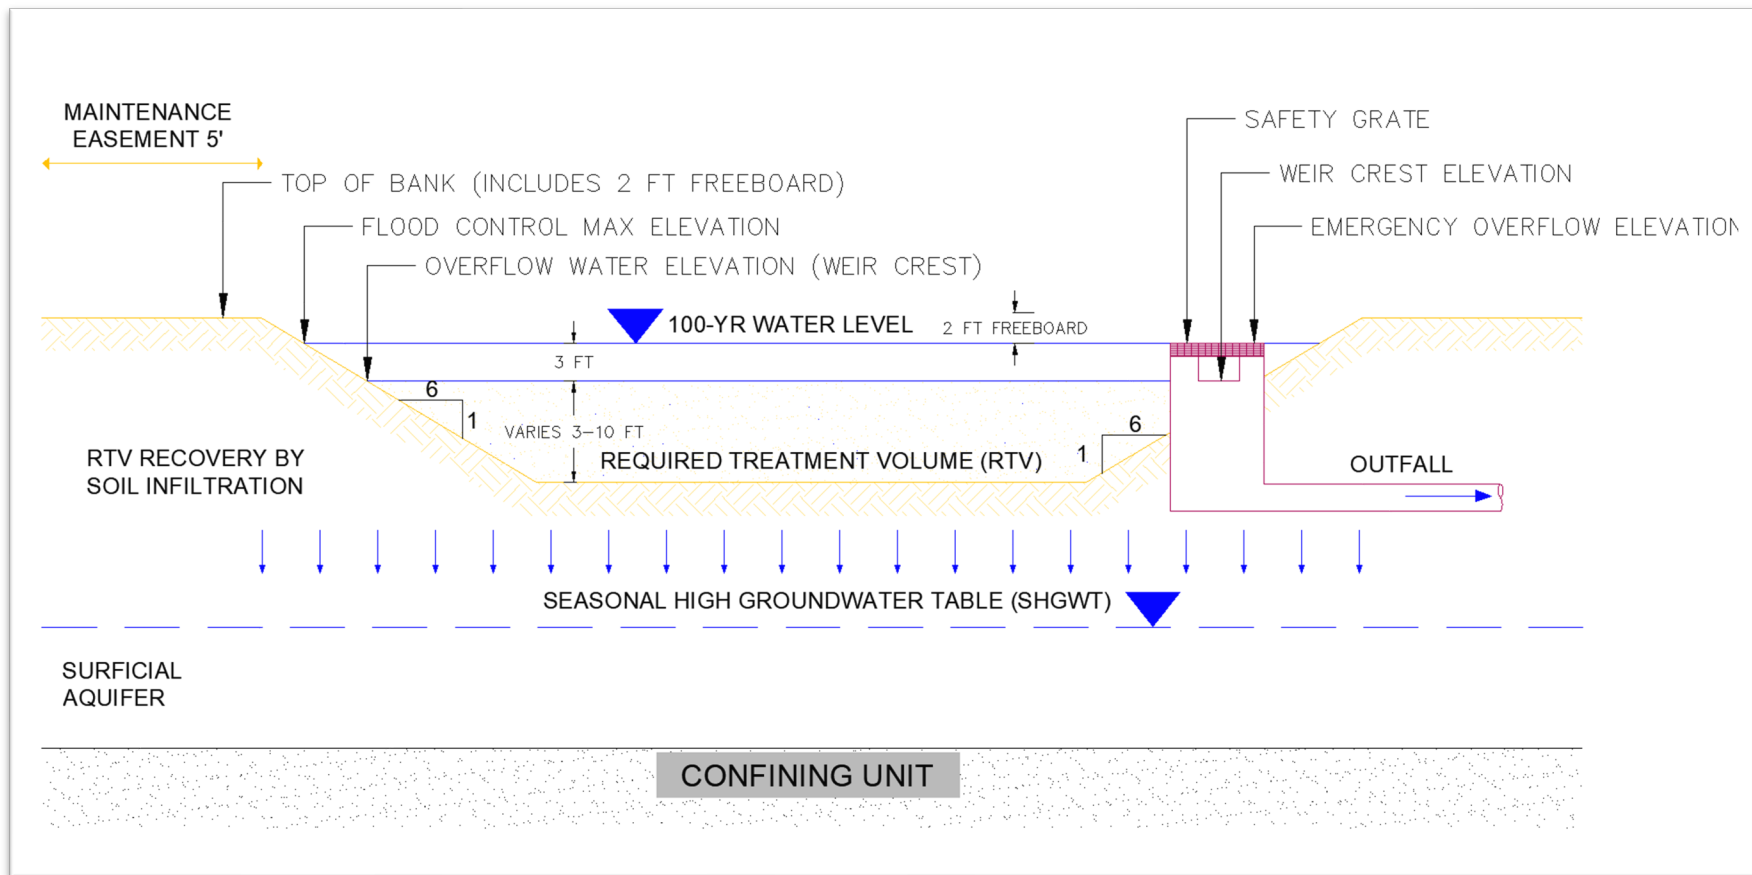 MAINTENANCE
EASEMENT 5'
SAFETY GRATE
WEIR CREST ELEVATION
TOP OF BANK (INCLUDES 2 FT FREEBOARD)
FLOOD CONTROL MAX ELEVATION
EMERGENCY OVERFLOW ELEVATION
OVERFLOW WATER ELEVATION (WEIR CREST)
100-YR WATER LEVEL
2 FT FREEBOARD
3 FT
6
1
VARIES 3-10 FT
6
1
REQUIRED TREATMENT VOLUME (RTV)
RTV RECOVERY BY
SOIL INFILTRATION
OUTFALL
SEASONAL HIGH GROUNDWATER TABLE (SHGWT)
SURFICIAL
AQUIFER
CONFINING UNIT